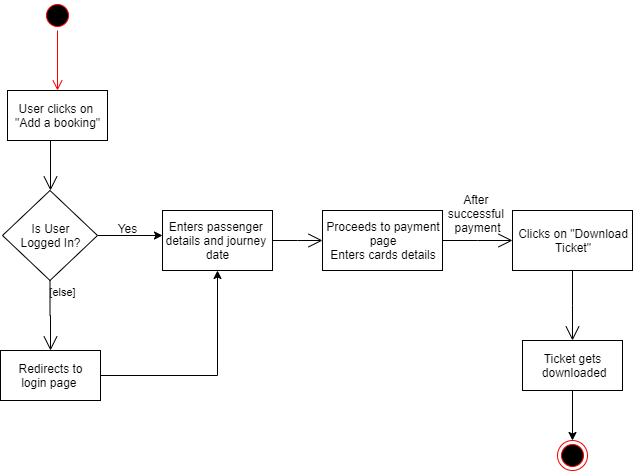 User clicks on
"Add a booking"
Is User
Logged In?
Yes
Enters passenger
details and journey
date
Proceeds to payment
page
Enters cards details
After
successful
payment
Clicks on "Download
Ticket"
[else]
Redirects to
login page
Ticket gets
downloaded